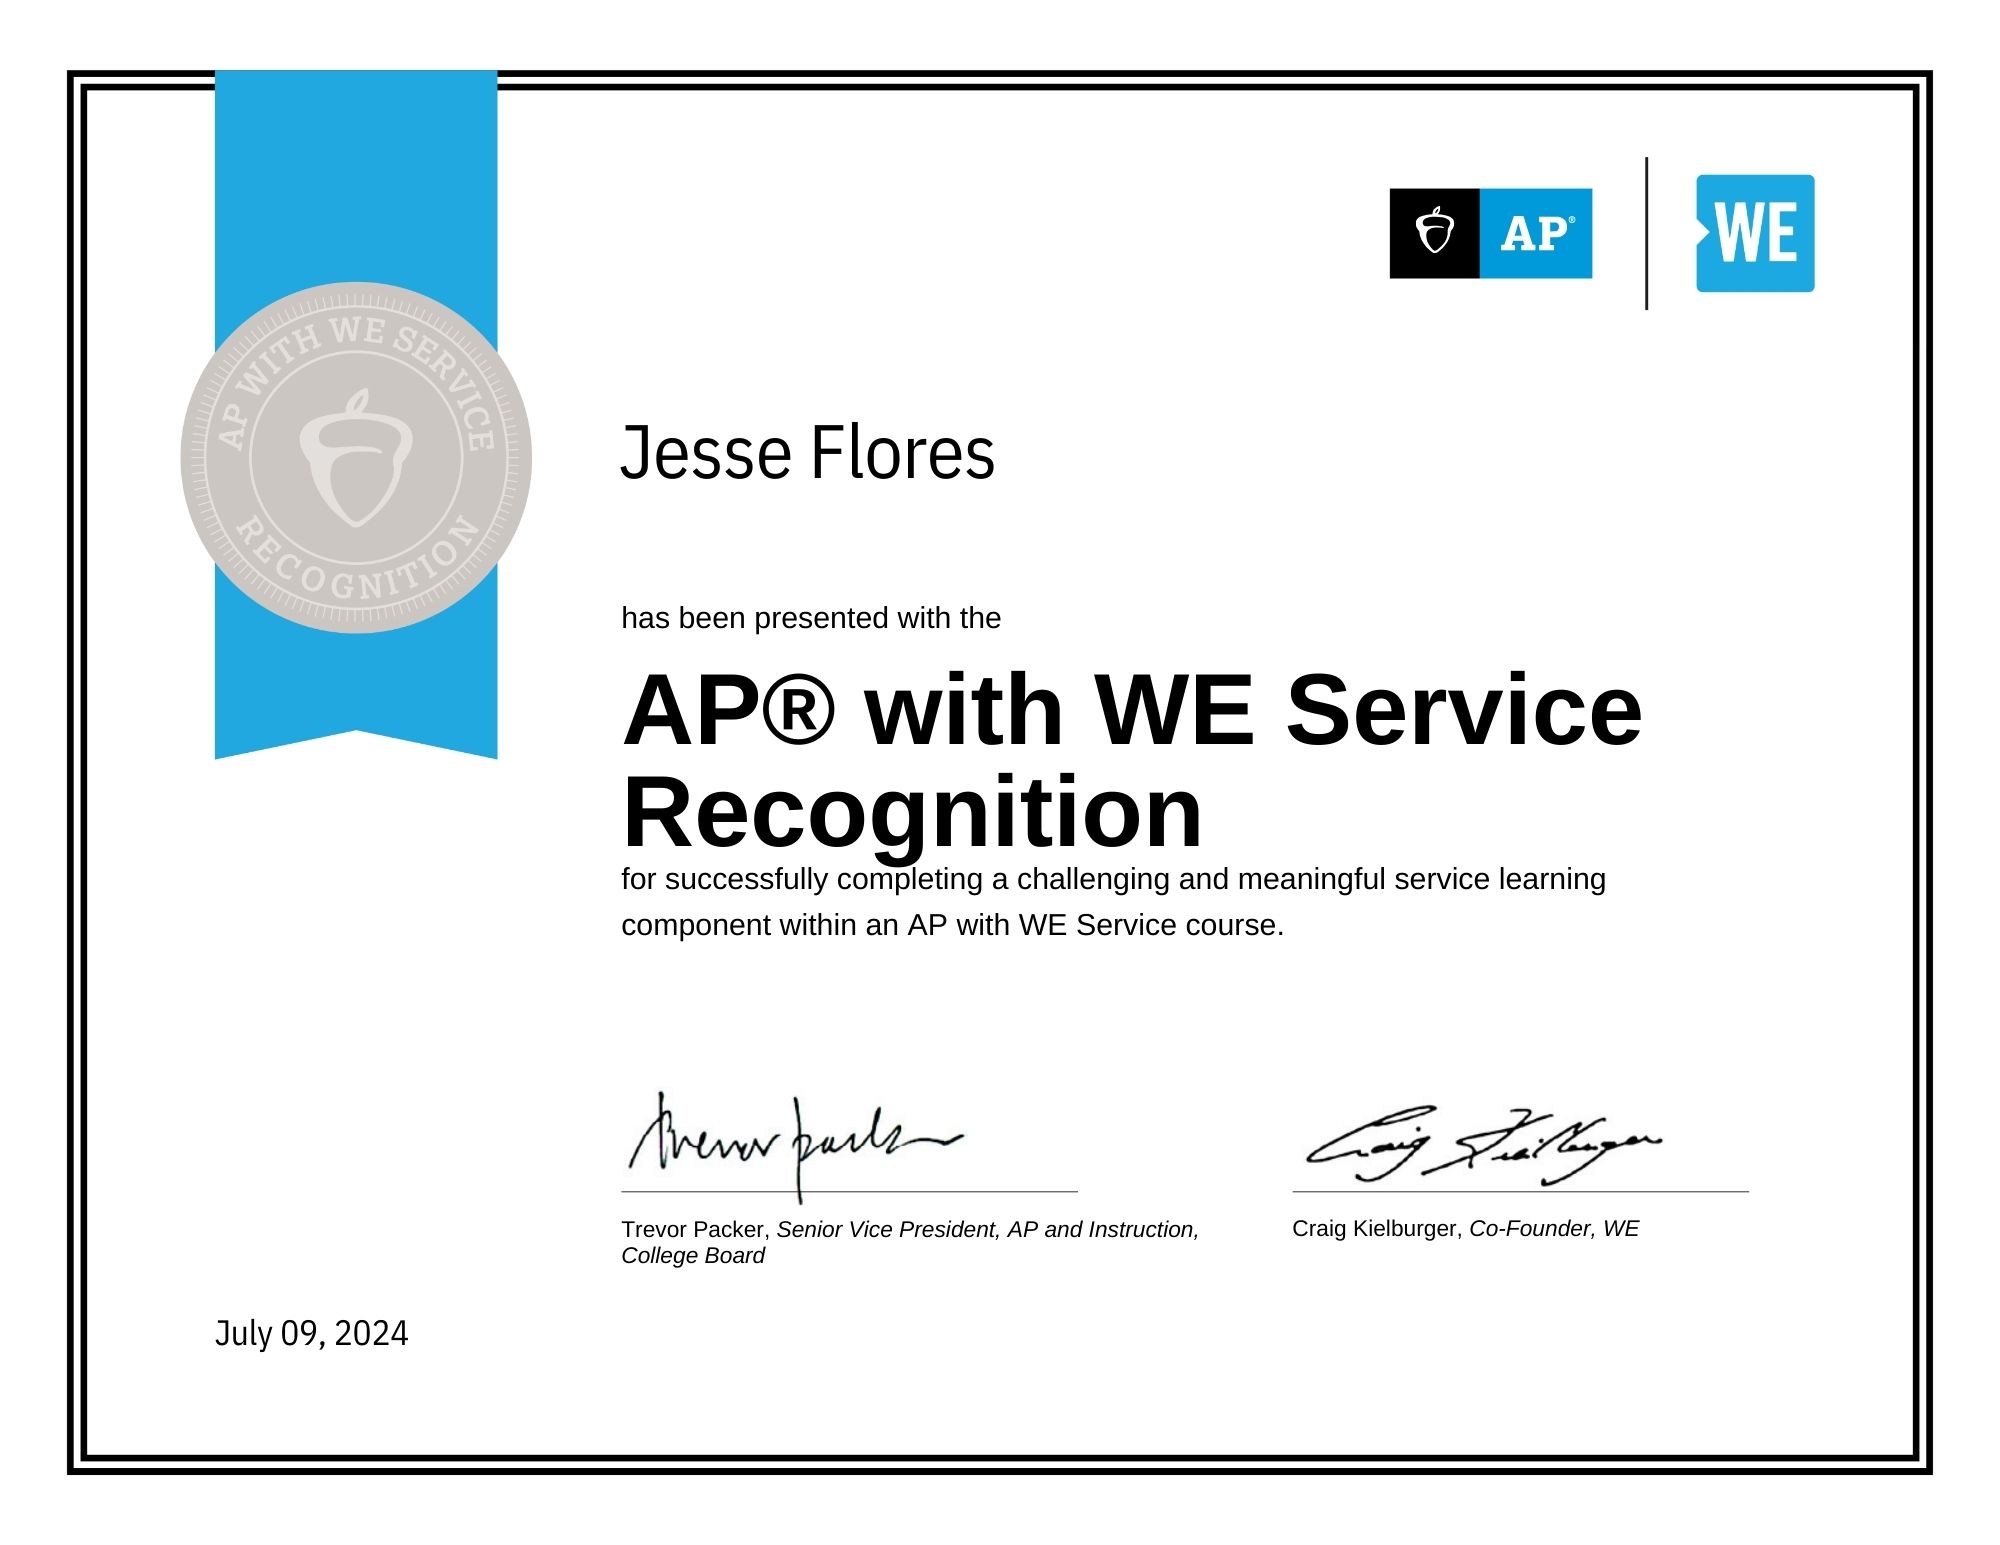 AP®
WE
AP WITH WE SERVICE
RECOGNITION
Jesse Flores
has been presented with the
AP® with WE Service
Recognition
for successfully completing a challenging and meaningful service learning
component within an AP with WE Service course.
Trevor Packer
Craig Kielburger
Trevor Packer, Senior Vice President, AP and Instruction,
College Board
Craig Kielburger, Co-Founder, WE
July 09, 2024